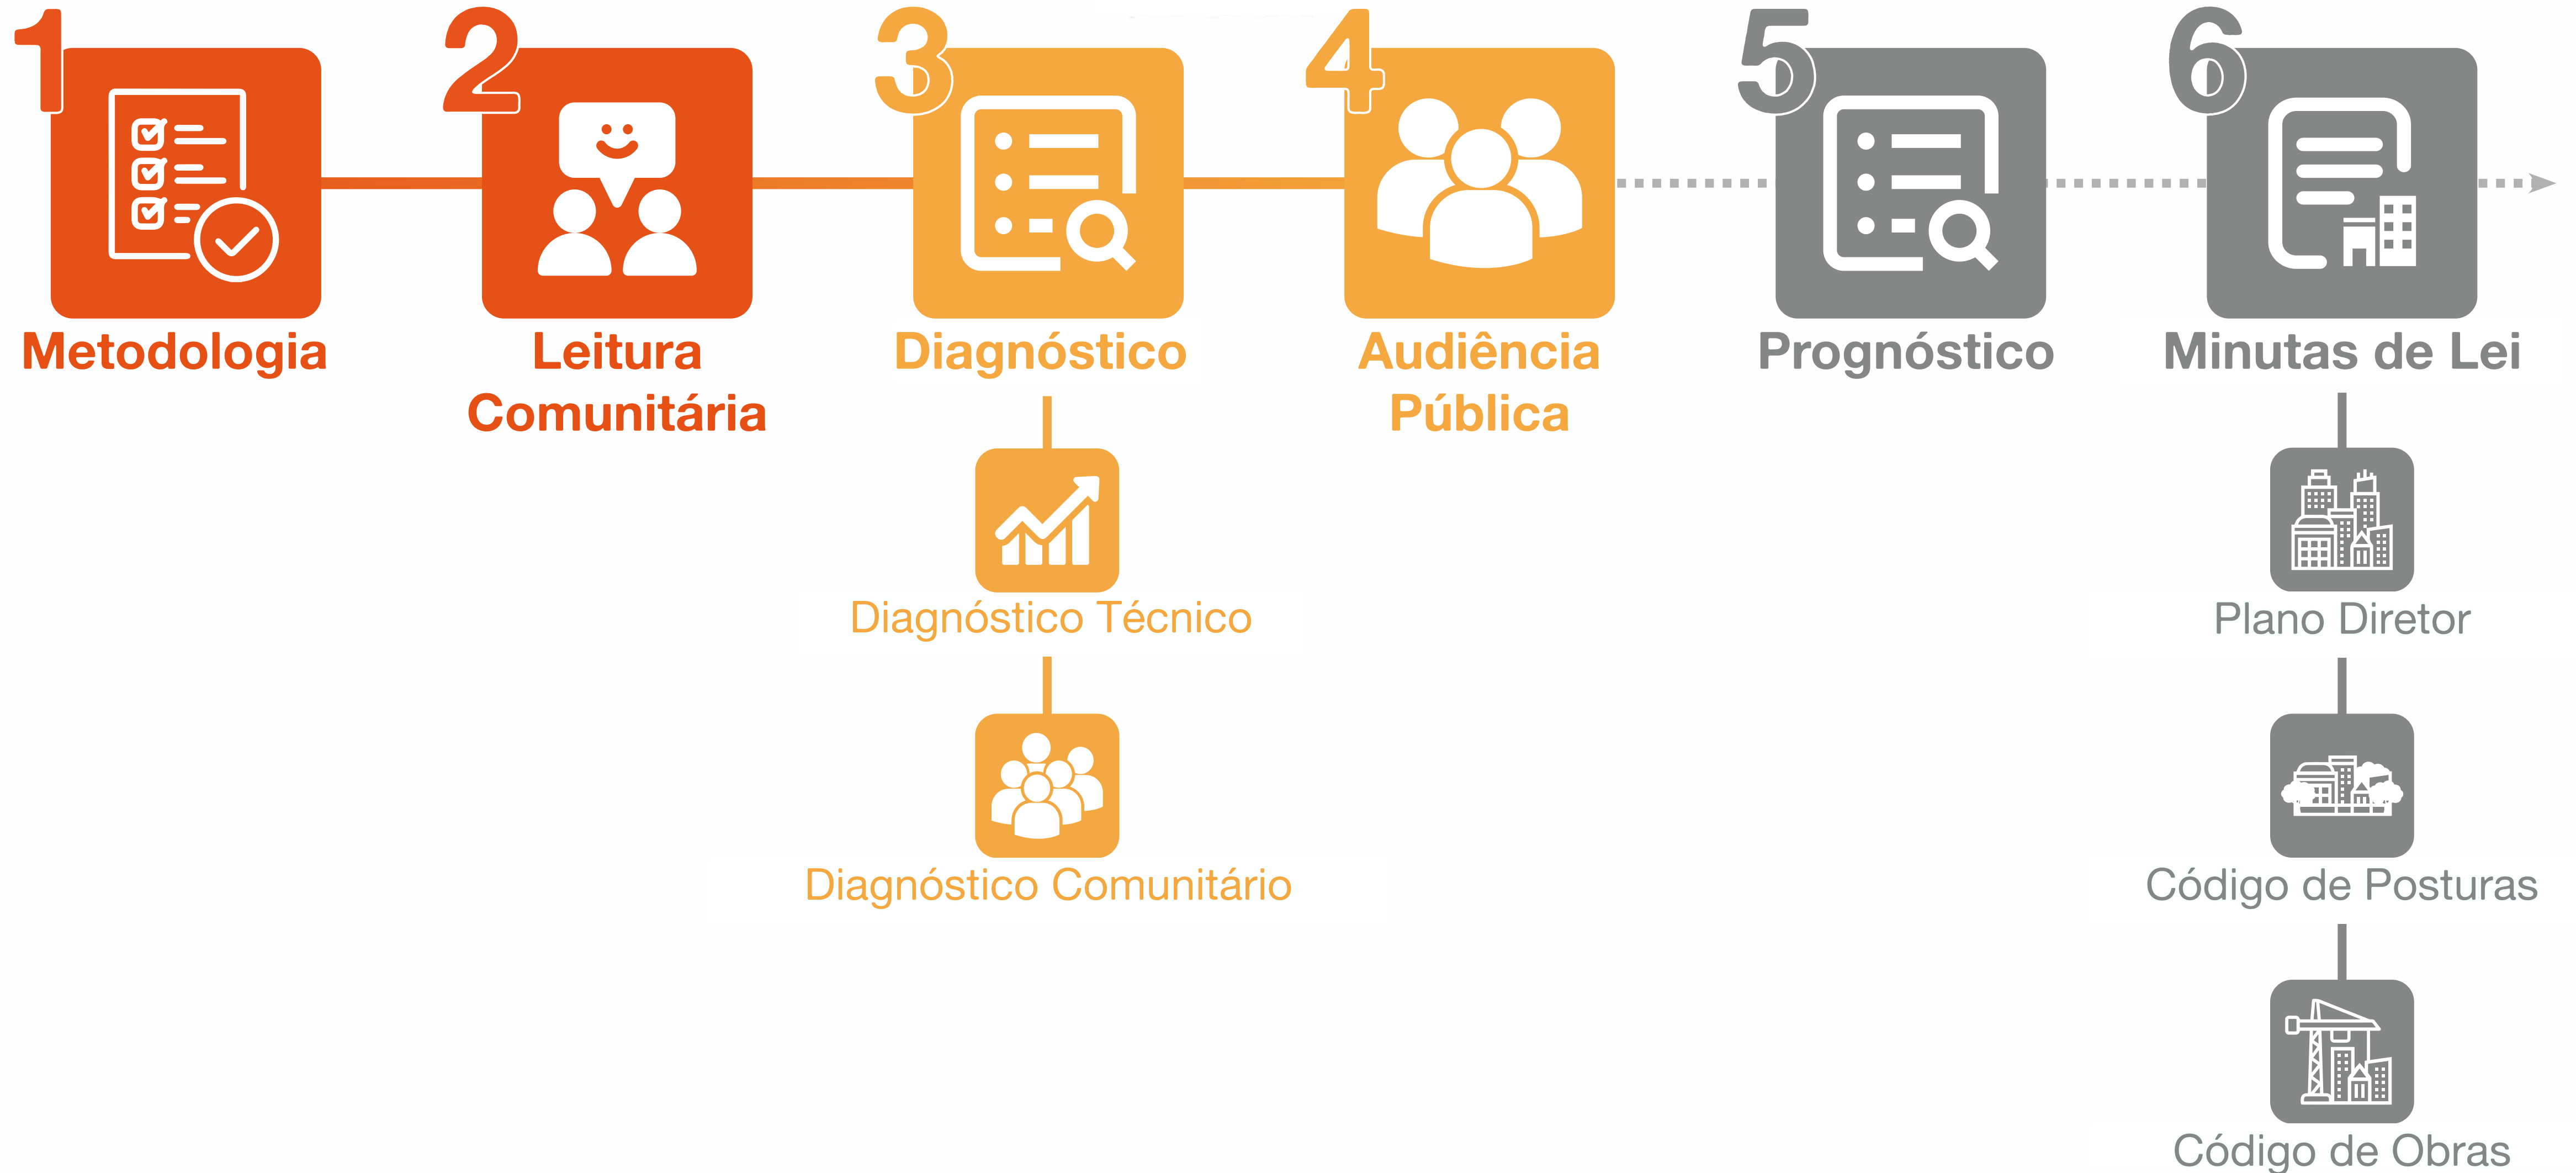 1
Metodologia
2
Leitura
Comunitária
3
Diagnóstico
Diagnóstico Técnico
Diagnóstico Comunitário
4
Audiência
Pública
5
Prognóstico
6
Minutas de Lei
Plano Diretor
Código de Posturas
Código de Obras